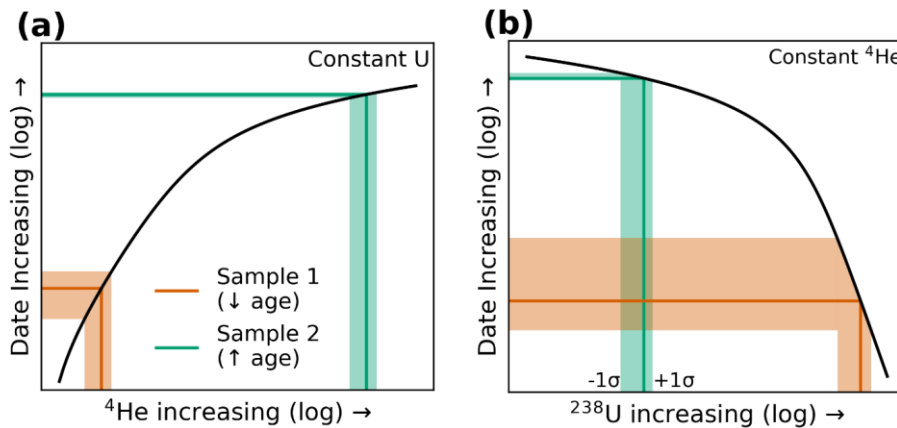 (a)
Constant U
Date Increasing (log) →
Sample 1
(↓ age)
Sample 2
(↑ age)
⁴He increasing (log) →
(b)
Constant ⁴He
Date Increasing (log) →
-1σ
+1σ
²³⁸U increasing (log) →